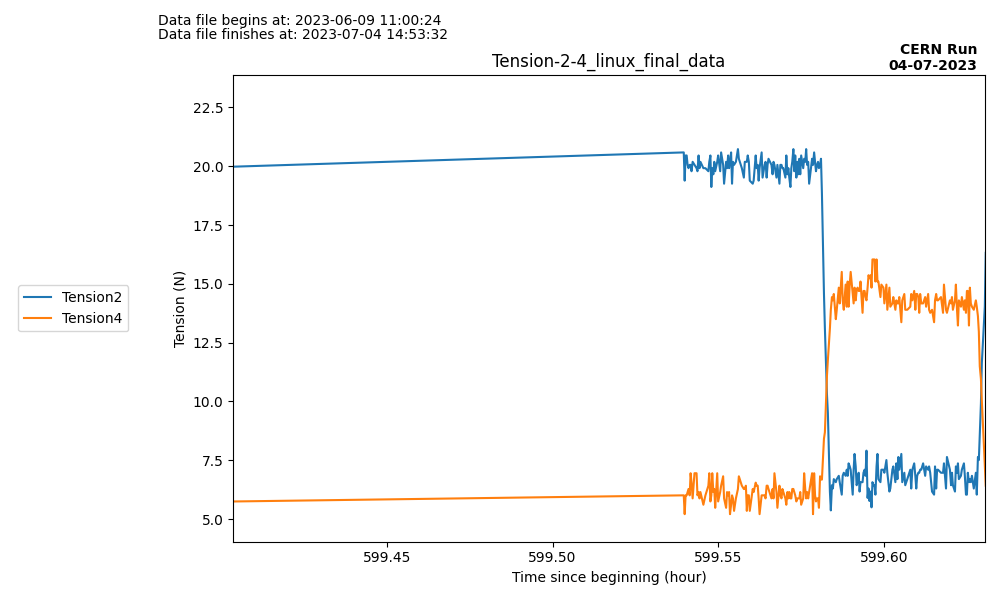 Data file begins at: 2023-06-09 11:00:24
Data file finishes at: 2023-07-04 14:53:32
CERN Run
04-07-2023
Tension-2-4_linux_final_data
22.5
20.0
17.5
15.0
12.5
10.0
7.5
5.0
Tension (N)
Tension2
Tension4
599.45
599.50
599.55
599.60
Time since beginning (hour)